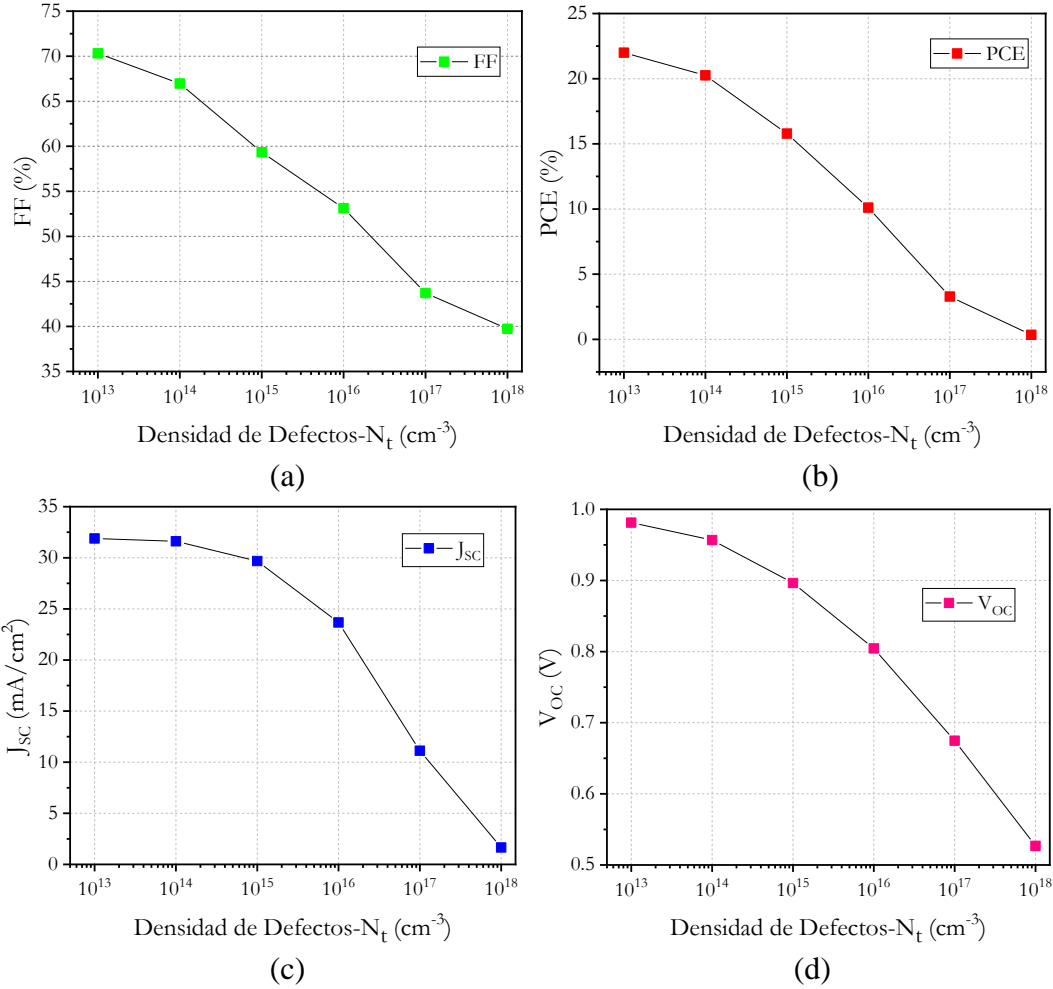 75
70
65
60
55
50
45
40
35
FF (%)
FF
10^13 10^14 10^15 10^16 10^17 10^18
Densidad de Defectos-N_t (cm^-3)
(a)
25
20
15
10
5
0
PCE (%)
PCE
10^13 10^14 10^15 10^16 10^17 10^18
Densidad de Defectos-N_t (cm^-3)
(b)
35
30
25
20
15
10
5
0
J_SC (mA/cm^2)
J_SC
10^13 10^14 10^15 10^16 10^17 10^18
Densidad de Defectos-N_t (cm^-3)
(c)
1.0
0.9
0.8
0.7
0.6
0.5
V_OC (V)
V_OC
10^13 10^14 10^15 10^16 10^17 10^18
Densidad de Defectos-N_t (cm^-3)
(d)